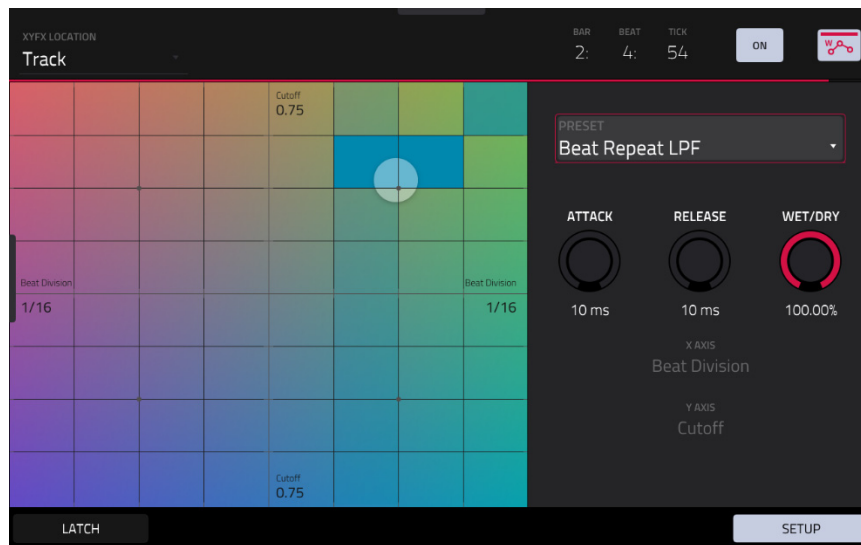 XYFX LOCATION
Track
BAR BEAT TICK
2: 4: 54
ON
W
Cutoff
0.75
PRESET
Beat Repeat LPF
ATTACK RELEASE WET/DRY
10 ms 10 ms 100.00%
Beat Division Beat Division
1/16 1/16
X AXIS
Beat Division
Y AXIS
Cutoff
Cutoff
0.75
LATCH SETUP